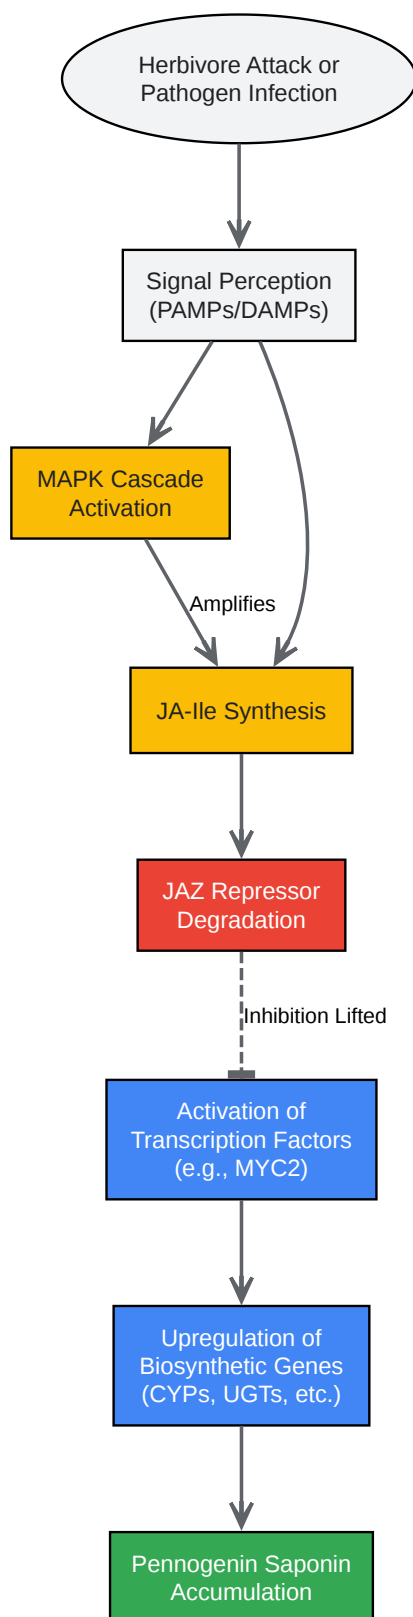 Herbivore Attack or
Pathogen Infection
Signal Perception
(PAMPs/DAMPs)
MAPK Cascade
Activation
Amplifies
JA-Ile Synthesis
JAZ Repressor
Degradation
Inhibition Lifted
Activation of
Transcription Factors
(e.g., MYC2)
Upregulation of
Biosynthetic Genes
(CYPs, UGTs, etc.)
Pennogenin Saponin
Accumulation